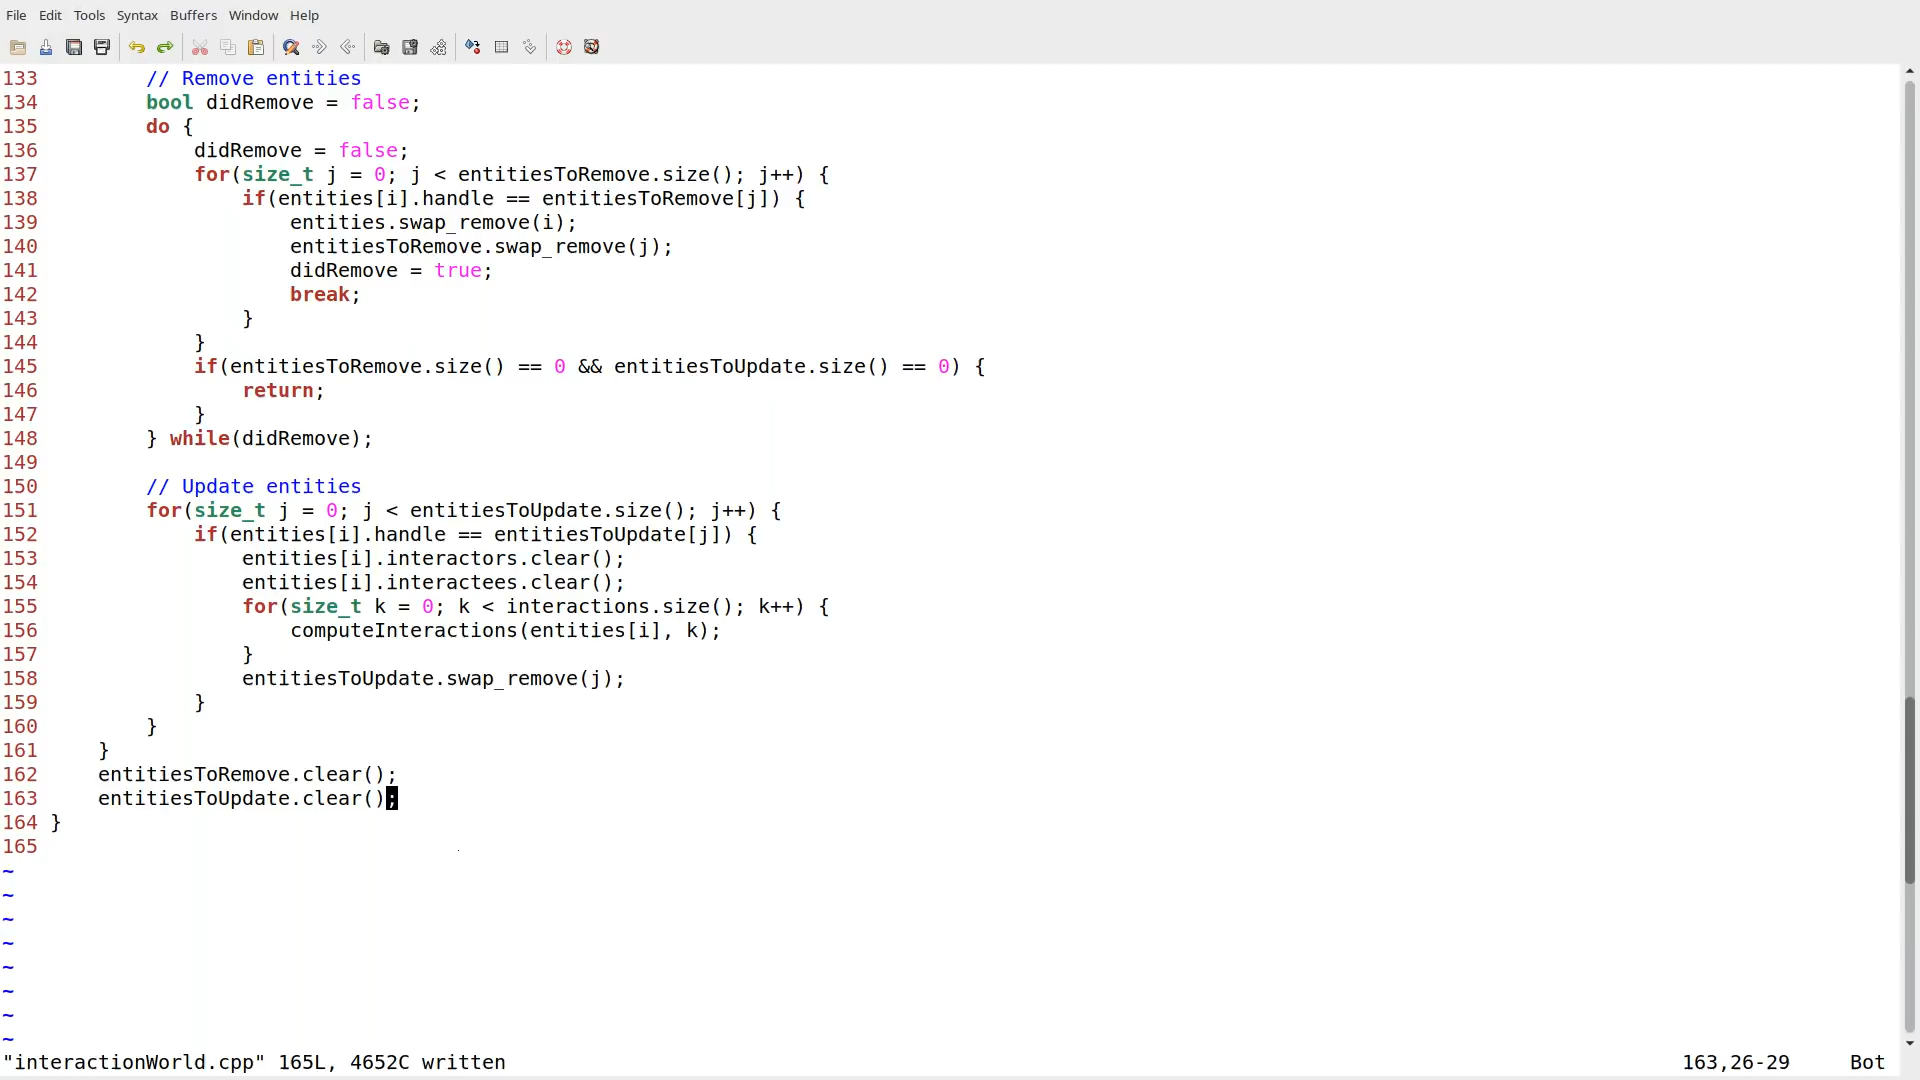 File Edit Tools Syntax Buffers Window Help
133         // Remove entities
134         bool didRemove = false;
135         do {
136             didRemove = false;
137             for(size_t j = 0; j < entitiesToRemove.size(); j++) {
138                 if(entities[i].handle == entitiesToRemove[j]) {
139                     entities.swap_remove(i);
140                     entitiesToRemove.swap_remove(j);
141                     didRemove = true;
142                     break;
143                 }
144             }
145             if(entitiesToRemove.size() == 0 && entitiesToUpdate.size() == 0) {
146                 return;
147             }
148         } while(didRemove);
149
150         // Update entities
151         for(size_t j = 0; j < entitiesToUpdate.size(); j++) {
152             if(entities[i].handle == entitiesToUpdate[j]) {
153                 entities[i].interactors.clear();
154                 entities[i].interactees.clear();
155                 for(size_t k = 0; k < interactions.size(); k++) {
156                     computeInteractions(entities[i], k);
157                 }
158                 entitiesToUpdate.swap_remove(j);
159             }
160         }
161     }
162     entitiesToRemove.clear();
163     entitiesToUpdate.clear();
164 }
165
~
~
~
~
~
~
~
~
"interactionWorld.cpp" 165L, 4652C written 163,26-29 Bot